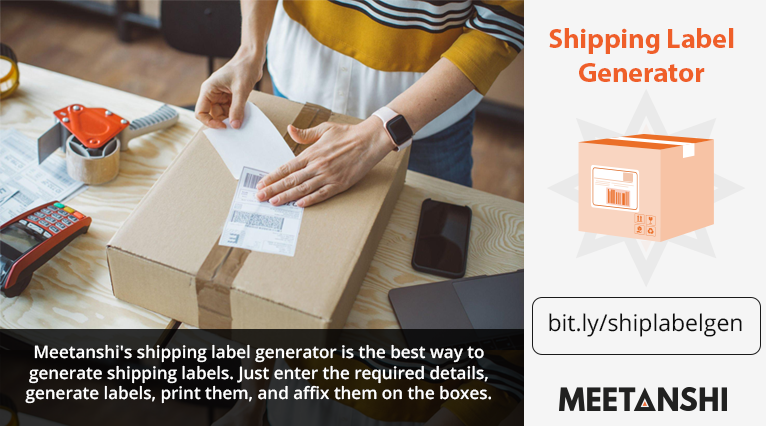 Shipping Label
Generator
bit.ly/shiplabelgen
MEETANSHI
Meetanshi's shipping label generator is the best way to
generate shipping labels. Just enter the required details,
generate labels, print them, and affix them on the boxes.
E